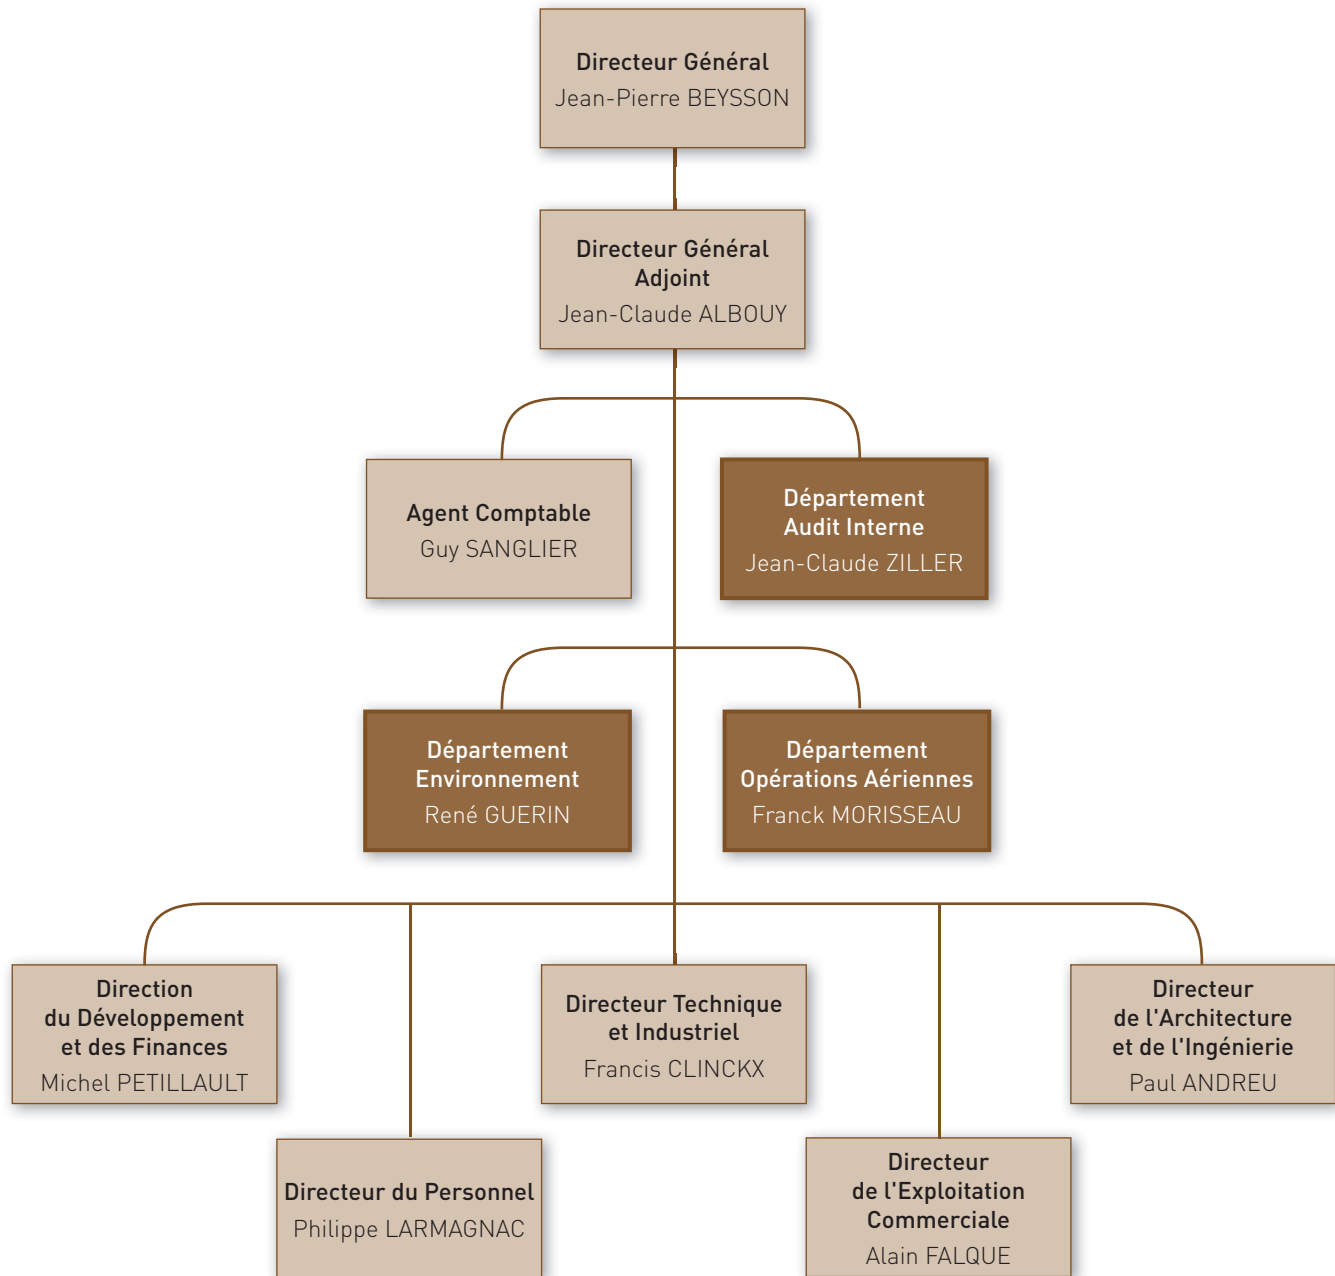 Directeur Général
Jean-Pierre BEYSSON
Directeur Général
Adjoint
Jean-Claude ALBOUY
Agent Comptable
Guy SANGLIER
Département
Audit Interne
Jean-Claude ZILLER
Département
Environnement
René GUERIN
Département
Opérations Aériennes
Franck MORISSEAU
Direction
du Développement
et des Finances
Michel PETILLAULT
Directeur Technique
et Industriel
Francis CLINCKX
Directeur
de l'Architecture
et de l'Ingénierie
Paul ANDREU
Directeur du Personnel
Philippe LARMAGNAC
Directeur
de l'Exploitation
Commerciale
Alain FALQUE